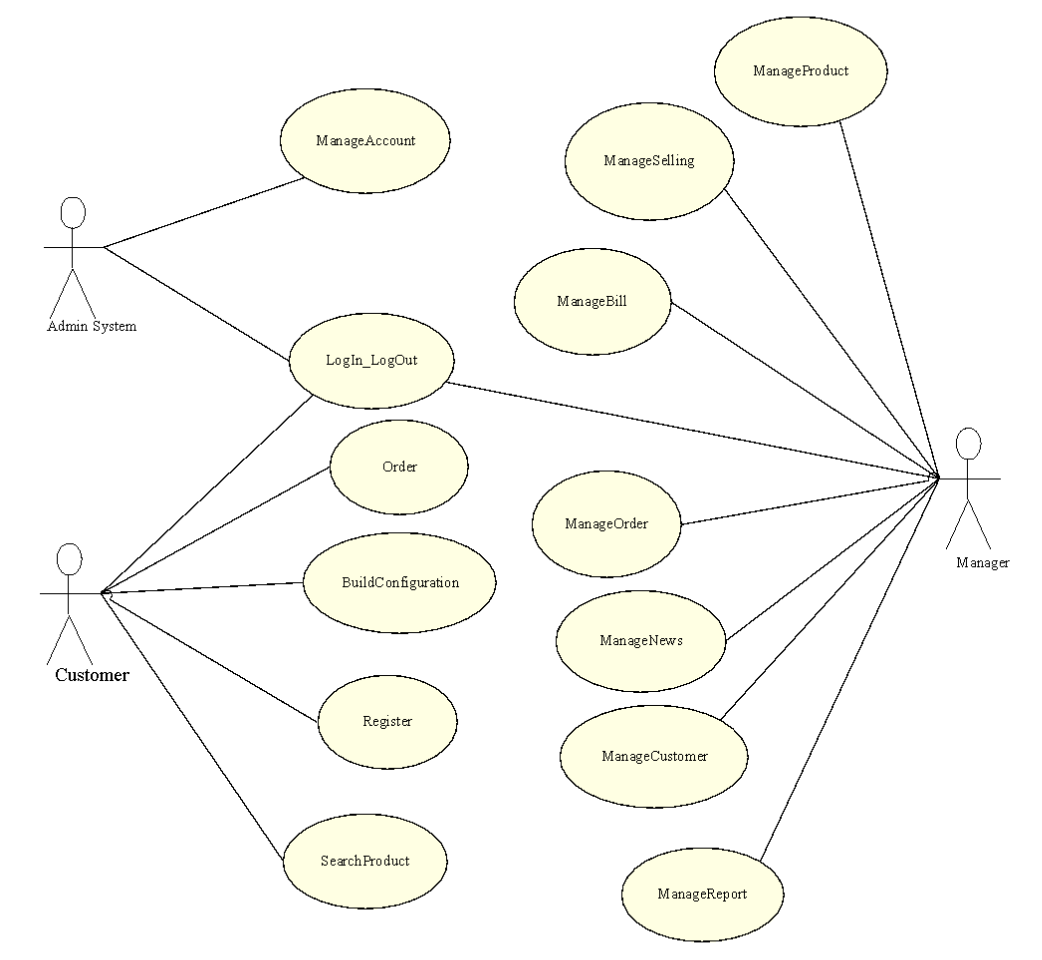 ManageProduct
ManageAccount
ManageSelling
ManageBill
Admin System
LogIn_LogOut
Order
ManageOrder
Manager
BuildConfiguration
ManageNews
Customer
Register
ManageCustomer
SearchProduct
ManageReport